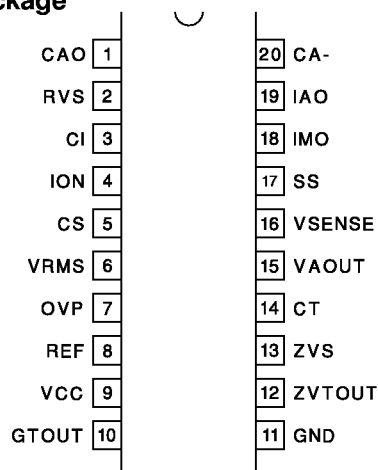 CAO 1 20 CA-
RVS 2 19 IAO
CI 3 18 IMO
ION 4 17 SS
CS 5 16 VSENSE
VRMS 6 15 VAOUT
OVP 7 14 CT
REF 8 13 ZVS
VCC 9 12 ZVTOUT
GTOUT 10 11 GND